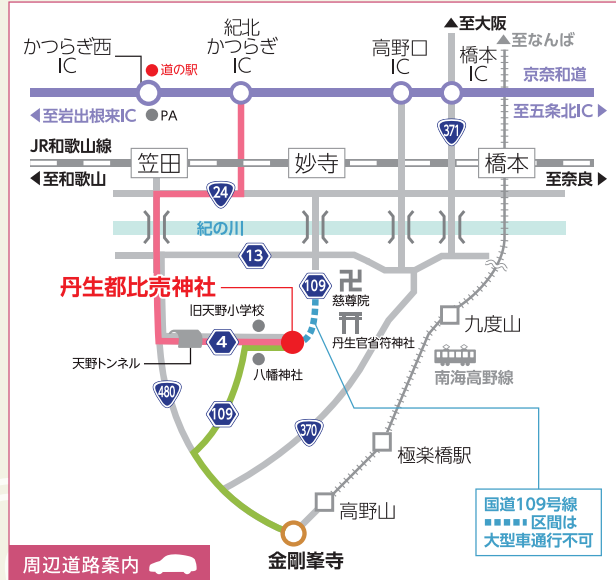 ▲至大阪
かつらぎ西
IC
紀北
かつらぎ
IC
高野口
IC
橋本
IC
▲至なんば
道の駅
京奈和道
◀至岩出根来IC
PA
至五条北IC▶
371
JR和歌山線
笠田
妙寺
橋本
◀至和歌山
至奈良▶
24
紀の川
13
丹生都比売神社
109
慈尊院
旧天野小学校
丹生官省符神社
九度山
天野トンネル
4
八幡神社
南海高野線
480
109
370
極楽橋駅
高野山
国道109号線
区間は
大型車通行不可
金剛峯寺
周辺道路案内